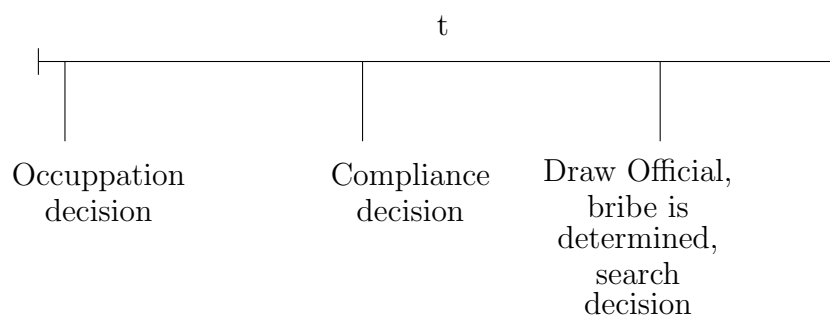 t
Occuppation
decision
Compliance
decision
Draw Official,
bribe is
determined,
search
decision